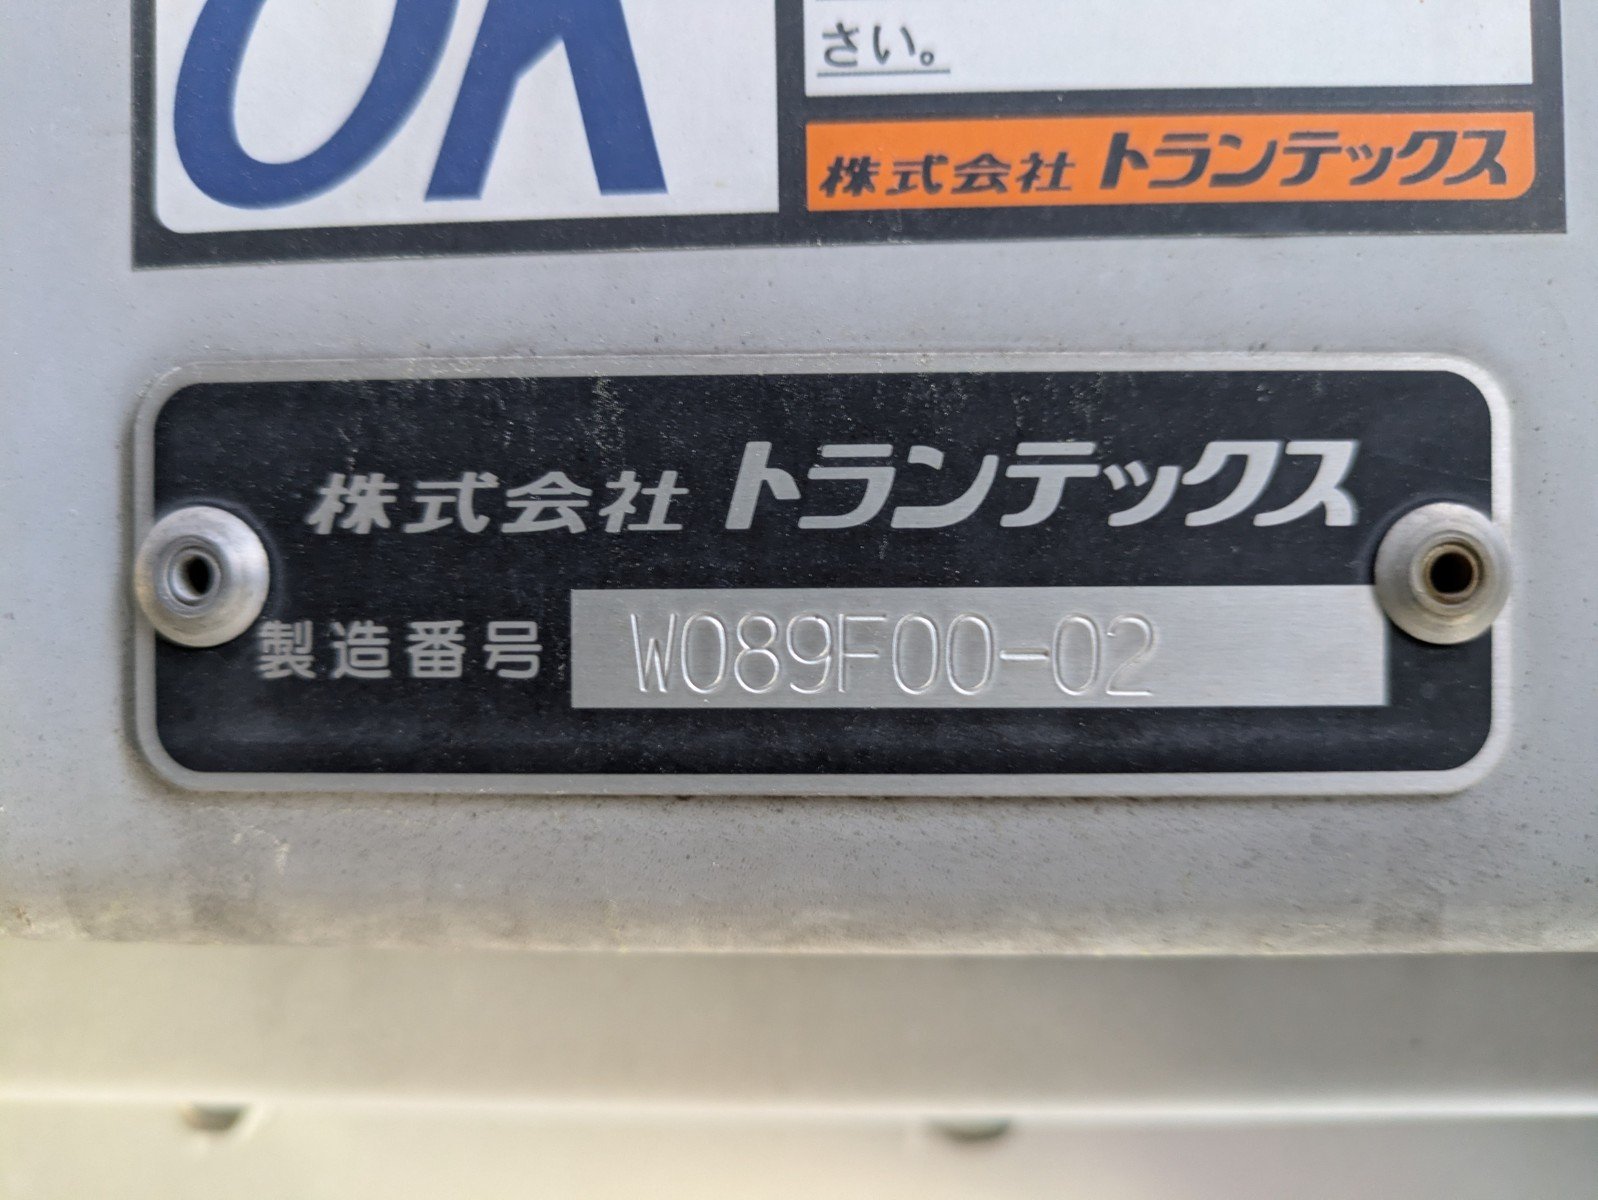 OK
さい。
株式会社 トランテックス
株式会社 トランテックス
製造番号 W089F00-02